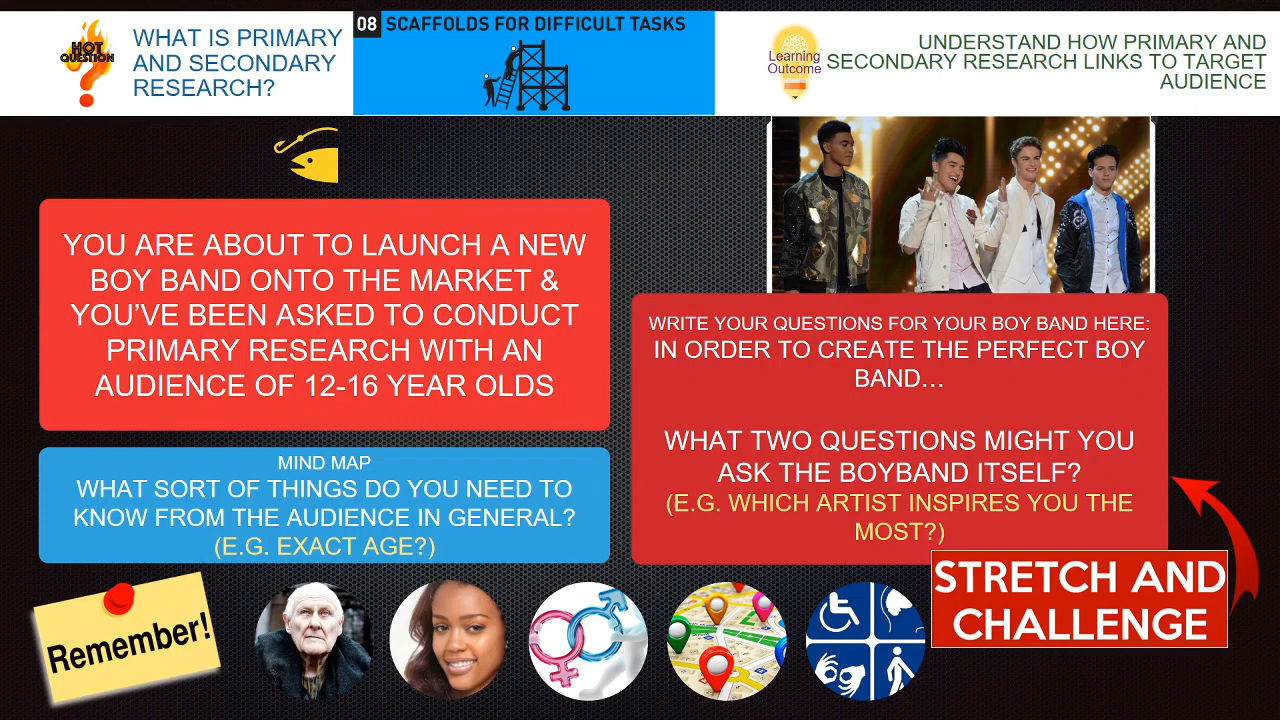 HOT
QUESTION
WHAT IS PRIMARY
AND SECONDARY
RESEARCH?
08 SCAFFOLDS FOR DIFFICULT TASKS
Learning
Outcome
UNDERSTAND HOW PRIMARY AND
SECONDARY RESEARCH LINKS TO TARGET
AUDIENCE
YOU ARE ABOUT TO LAUNCH A NEW
BOY BAND ONTO THE MARKET &
YOU’VE BEEN ASKED TO CONDUCT
PRIMARY RESEARCH WITH AN
AUDIENCE OF 12-16 YEAR OLDS
MIND MAP
WHAT SORT OF THINGS DO YOU NEED TO
KNOW FROM THE AUDIENCE IN GENERAL?
(E.G. EXACT AGE?)
WRITE YOUR QUESTIONS FOR YOUR BOY BAND HERE:
IN ORDER TO CREATE THE PERFECT BOY
BAND…
WHAT TWO QUESTIONS MIGHT YOU
ASK THE BOYBAND ITSELF?
(E.G. WHICH ARTIST INSPIRES YOU THE
MOST?)
STRETCH AND
CHALLENGE
Remember!